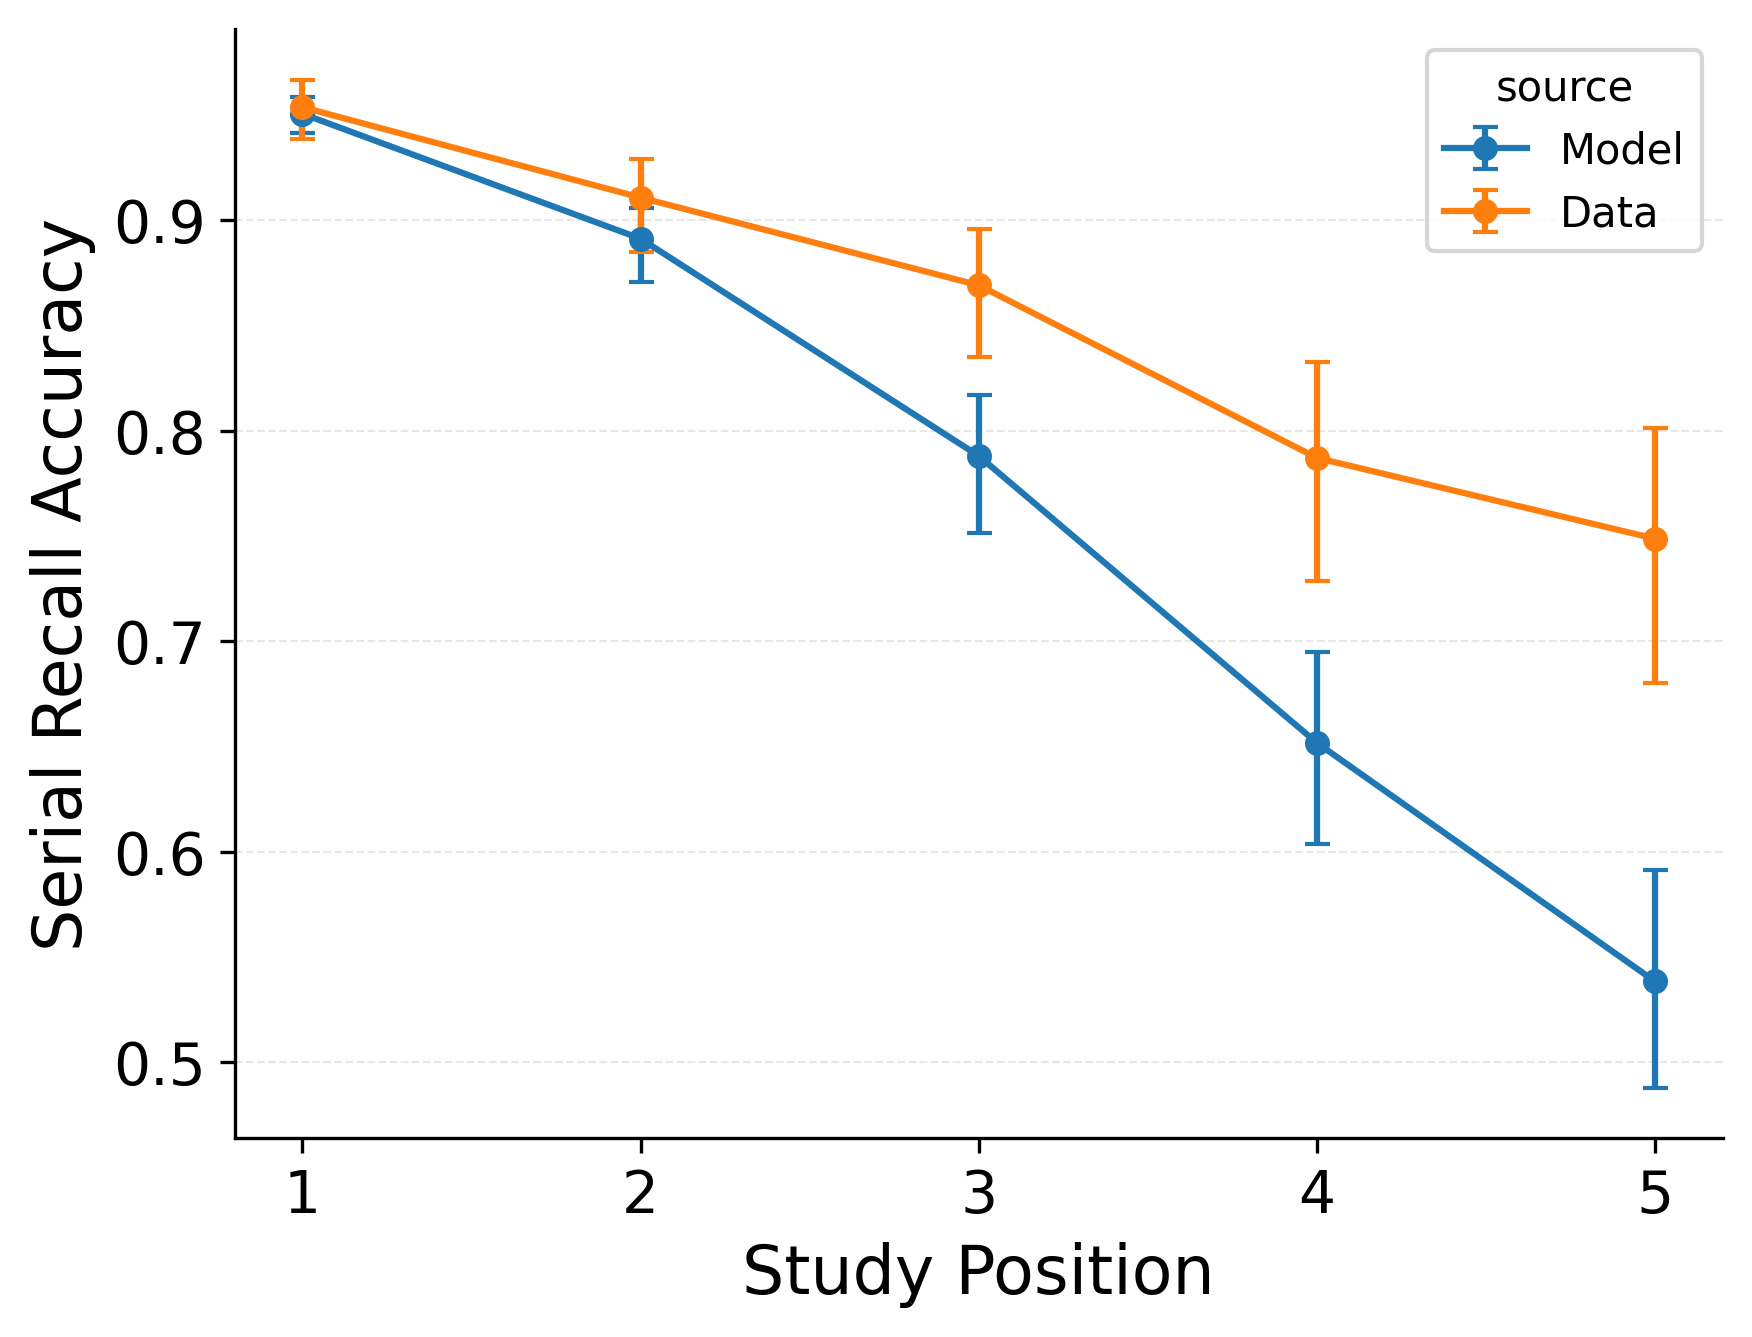 source
Model
Data
0.9
0.8
0.7
0.6
0.5
Serial Recall Accuracy
1 2 3 4 5
Study Position